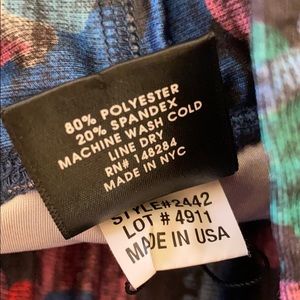 80% POLYESTER
20% SPANDEX
MACHINE WASH COLD
LINE DRY
RN# 146284
MADE IN NYC
STYLE#2442
LOT # 4911
MADE IN USA